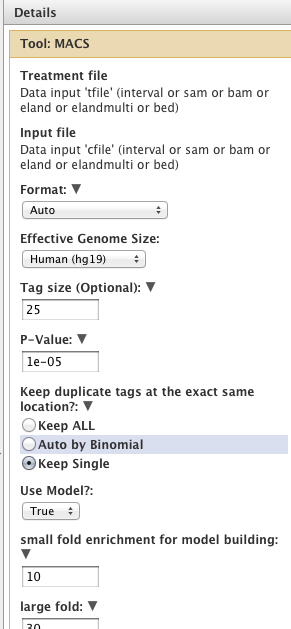 Details
Tool: MACS
Treatment file
Data input 'tfile' (interval or sam or bam or
eland or elandmulti or bed)
Input file
Data input 'cfile' (interval or sam or bam or
eland or elandmulti or bed)
Format: ▼
Auto
Effective Genome Size:
Human (hg19)
Tag size (Optional): ▼
25
P-Value: ▼
1e-05
Keep duplicate tags at the exact same
location?: ▼
Keep ALL
Auto by Binomial
Keep Single
Use Model?:
True
small fold enrichment for model building:
▼
10
large fold: ▼
30